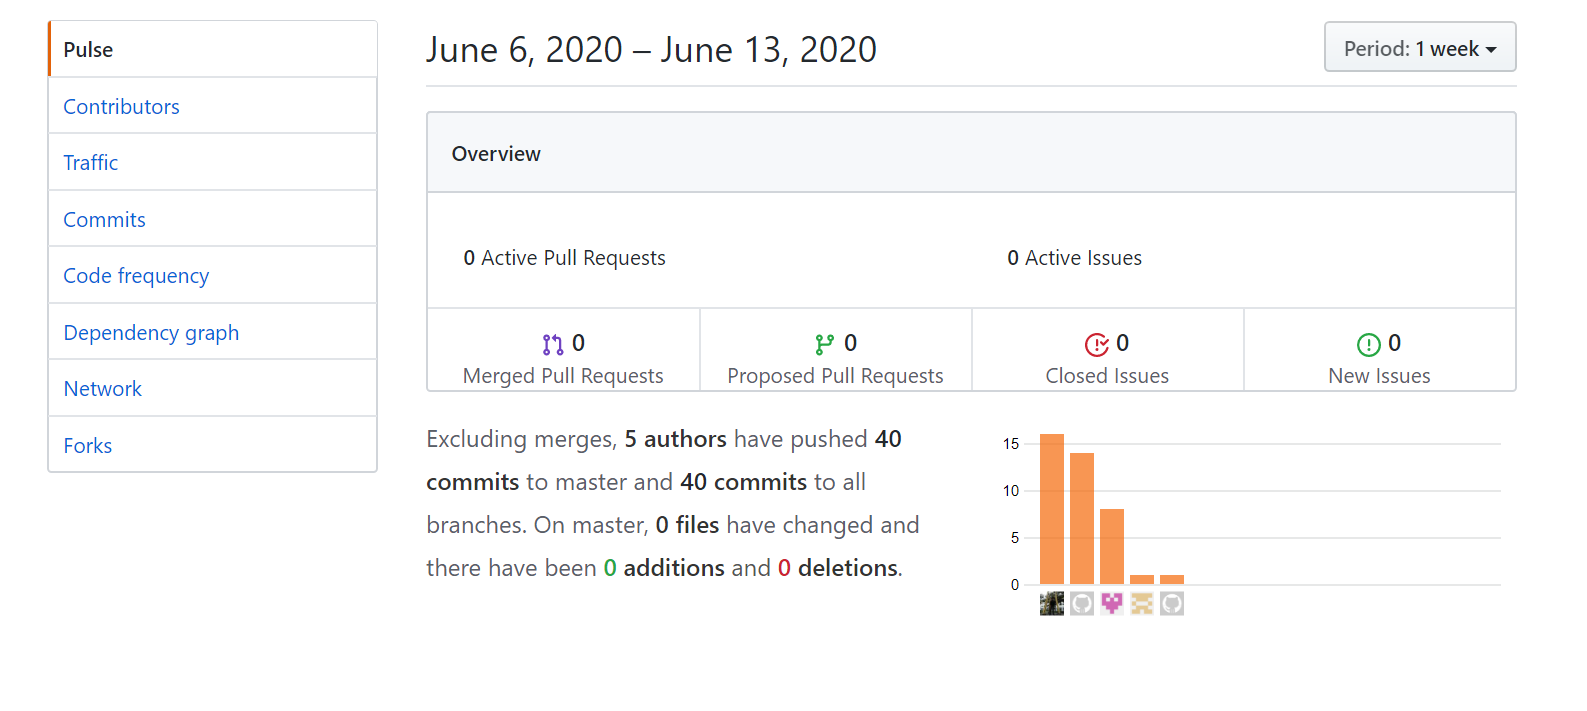 Pulse
Contributors
Traffic
Commits
Code frequency
Dependency graph
Network
Forks
June 6, 2020 – June 13, 2020
Period: 1 week
Overview
0 Active Pull Requests
0 Active Issues
0
Merged Pull Requests
0
Proposed Pull Requests
0
Closed Issues
0
New Issues
Excluding merges, 5 authors have pushed 40
commits to master and 40 commits to all
branches. On master, 0 files have changed and
there have been 0 additions and 0 deletions.
15
10
5
0